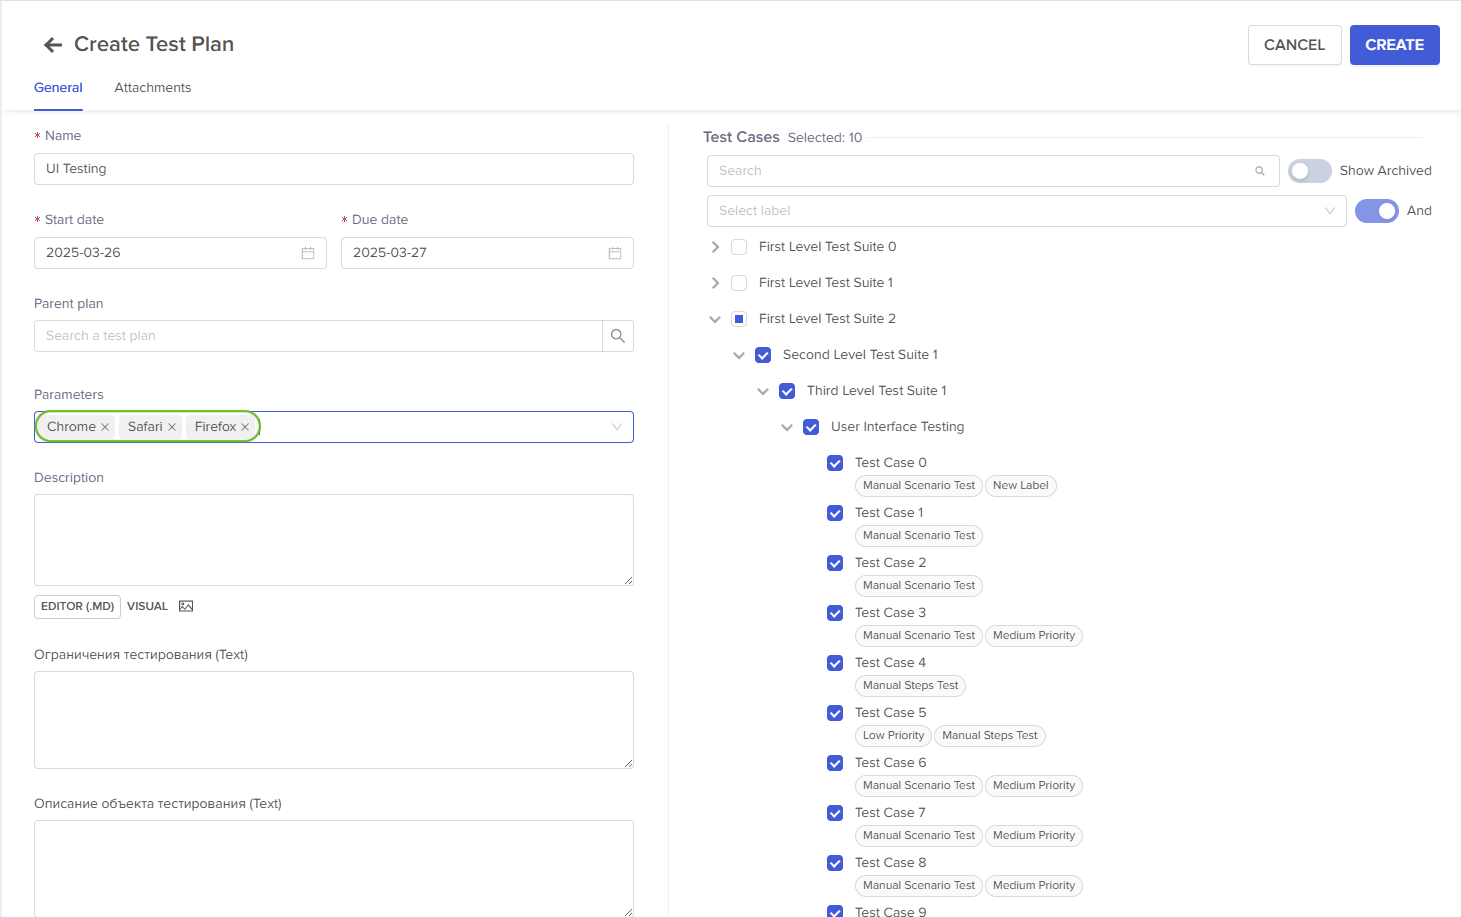 Create Test Plan
CANCEL
CREATE
General
Attachments
* Name
UI Testing
* Start date
* Due date
2025-03-26
2025-03-27
Parent plan
Search a test plan
Parameters
Chrome × Safari × Firefox ×
Description
EDITOR (.MD) VISUAL
Ограничения тестирования (Text)
Описание объекта тестирования (Text)
Test Cases Selected: 10
Search
Show Archived
Select label
And
First Level Test Suite 0
First Level Test Suite 1
First Level Test Suite 2
Second Level Test Suite 1
Third Level Test Suite 1
User Interface Testing
Test Case 0
Manual Scenario Test New Label
Test Case 1
Manual Scenario Test
Test Case 2
Manual Scenario Test
Test Case 3
Manual Scenario Test Medium Priority
Test Case 4
Manual Steps Test
Test Case 5
Low Priority Manual Steps Test
Test Case 6
Manual Scenario Test Medium Priority
Test Case 7
Manual Scenario Test Medium Priority
Test Case 8
Manual Scenario Test Medium Priority
Test Case 9